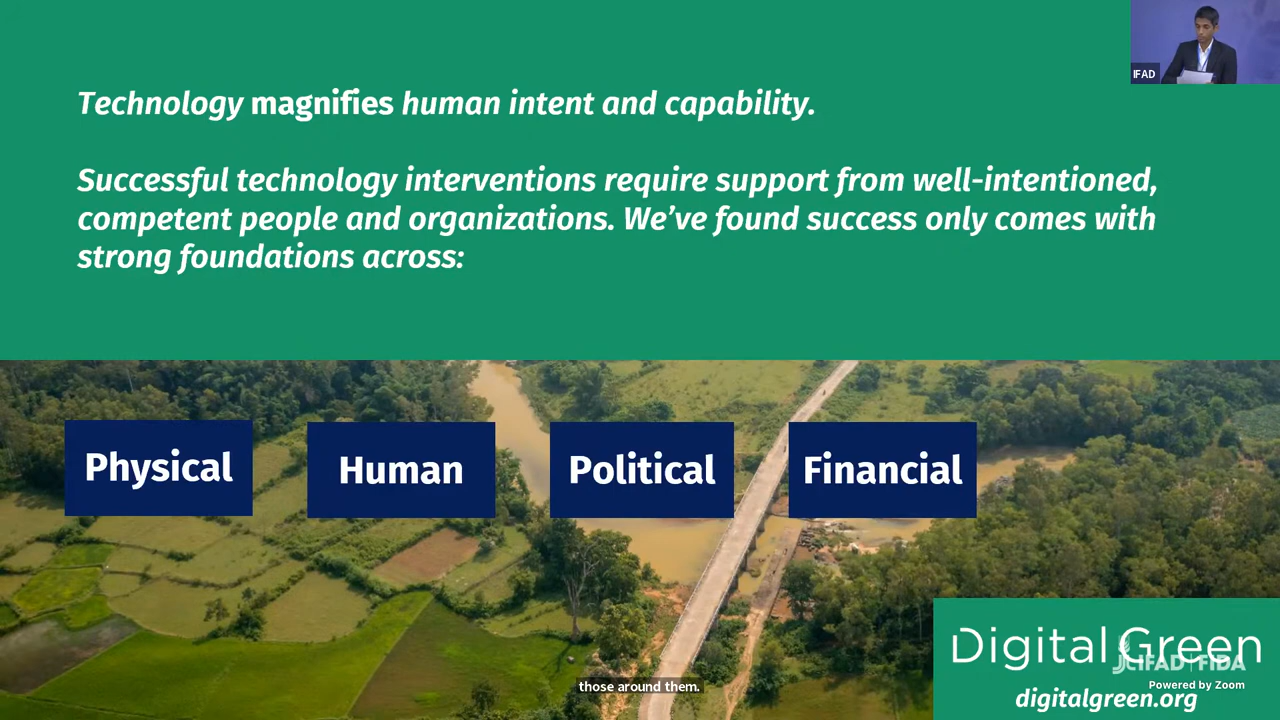 IFAD
Technology magnifies human intent and capability.
Successful technology interventions require support from well-intentioned,
competent people and organizations. We’ve found success only comes with
strong foundations across:
Physical
Human
Political
Financial
Digital Green
JLIFAD | FIDA
Powered by Zoom
digitalgreen.org
those around them.